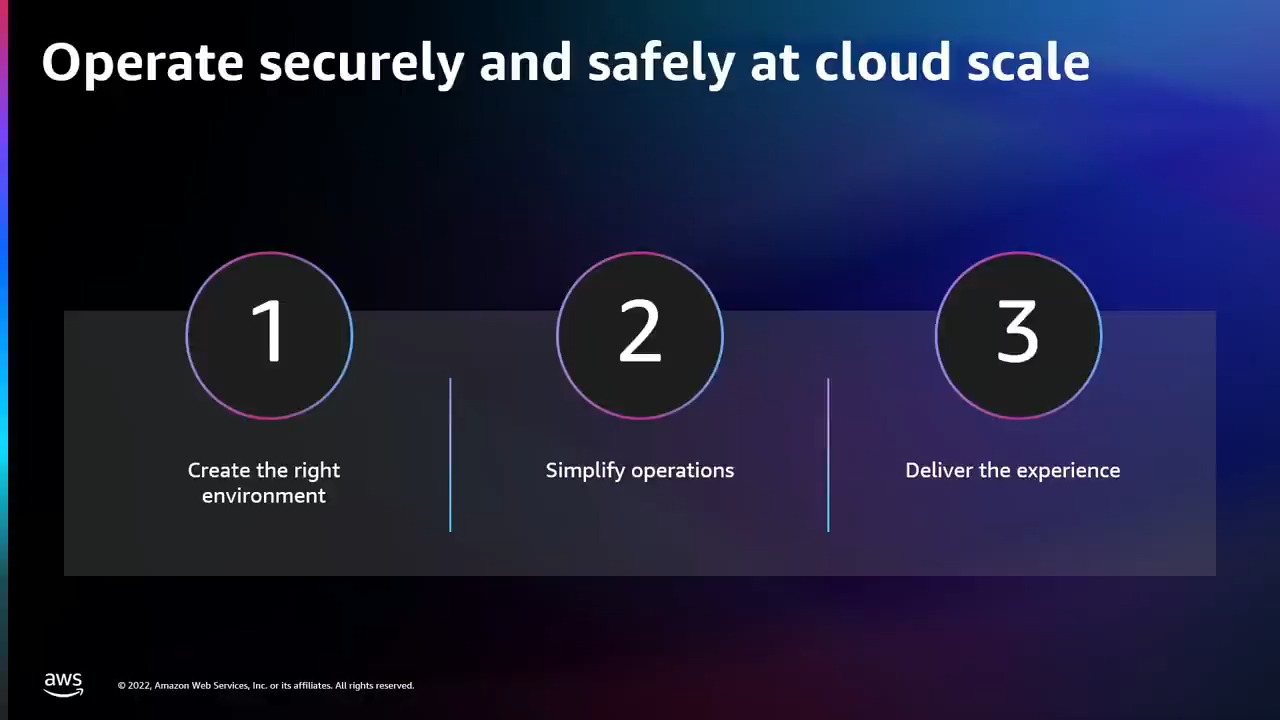 Operate securely and safely at cloud scale
1
2
3
Create the right
environment
Simplify operations
Deliver the experience
aws
© 2022, Amazon Web Services, Inc. or its affiliates. All rights reserved.